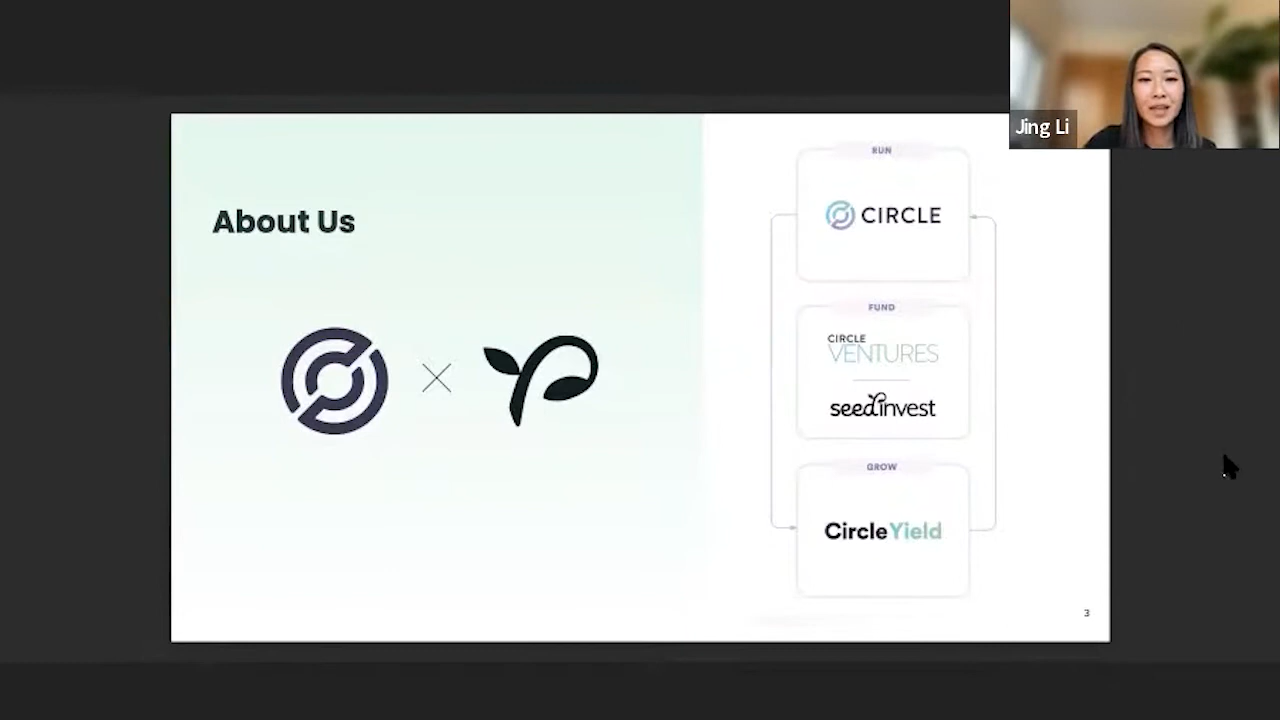 Jing Li
About Us
RUN
CIRCLE
FUND
CIRCLE
VENTURES
seedinvest
GROW
CircleYield
3